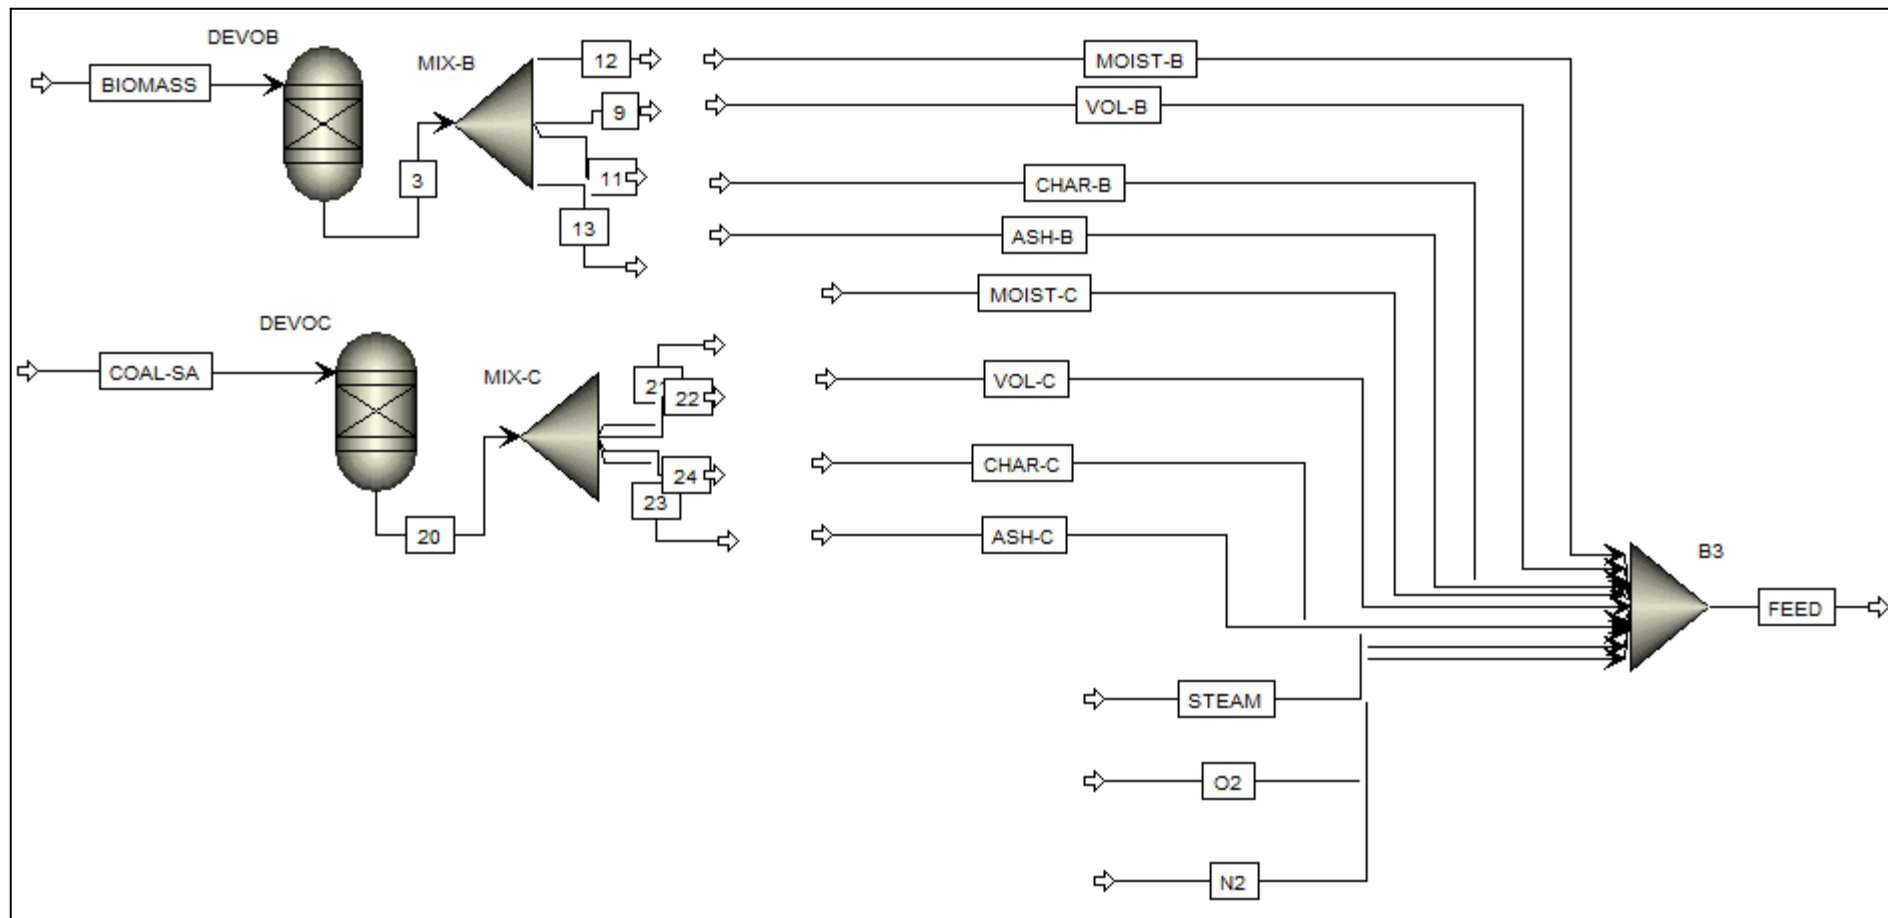 DEVOB
MIX-B
12
MOIST-B
BIOMASS
9
VOL-B
3
11
CHAR-B
13
ASH-B
MOIST-C
DEVOC
COAL-SA
MIX-C
22
VOL-C
24
CHAR-C
23
20
ASH-C
B3
FEED
STEAM
O2
N2